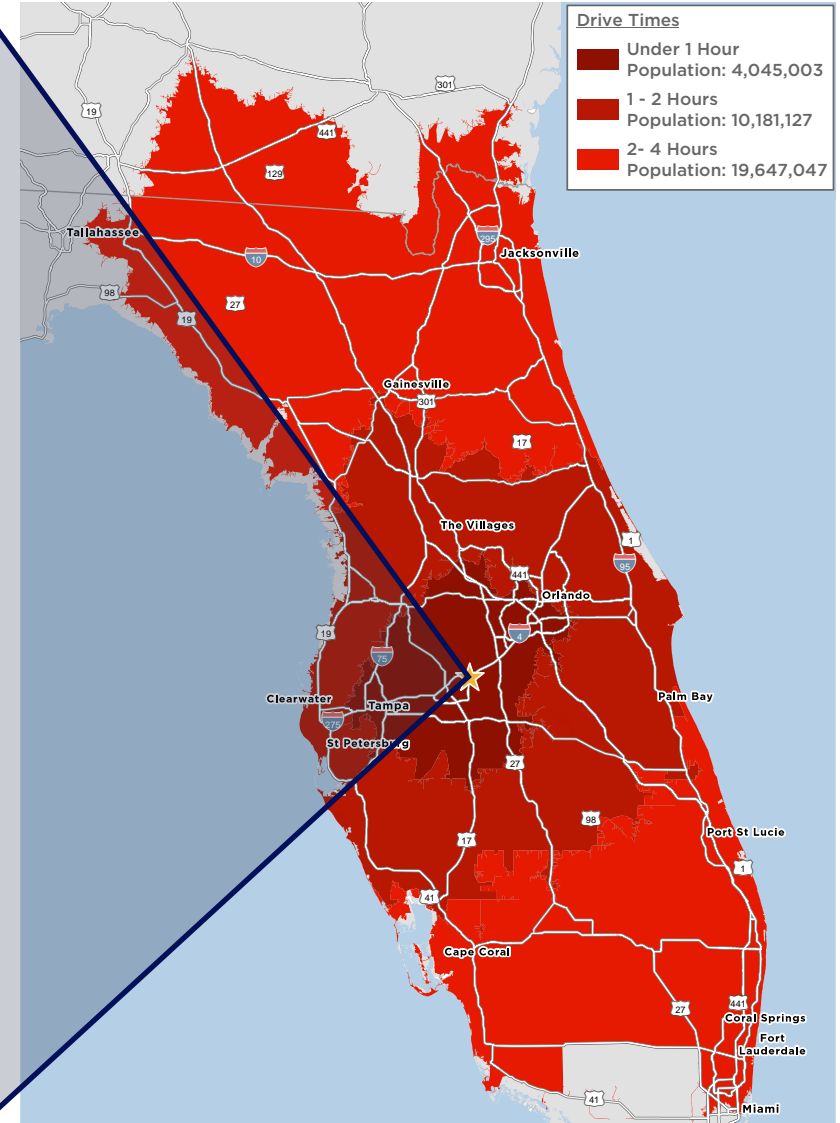 Drive Times
Under 1 Hour
Population: 4,045,003
1 - 2 Hours
Population: 10,181,127
2- 4 Hours
Population: 19,647,047
301
19
441
129
Tallahassee
295
Jacksonville
10
98
27
19
Gainesville
301
17
The Villages
1
95
441
Orlando
19
4
75
Clearwater
Tampa
Palm Bay
275
St Petersburg
27
98
Port St Lucie
17
1
41
Cape Coral
27
441
Coral Springs
Fort
Lauderdale
41
Miami